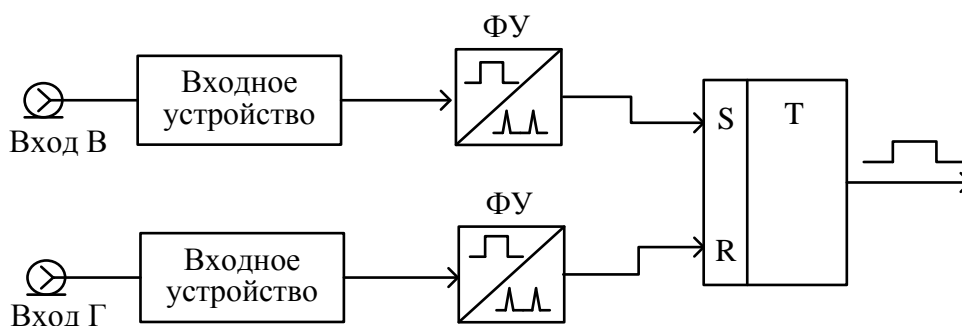 ФУ
Входное
устройство
Вход В
S
T
ФУ
R
Входное
устройство
Вход Г